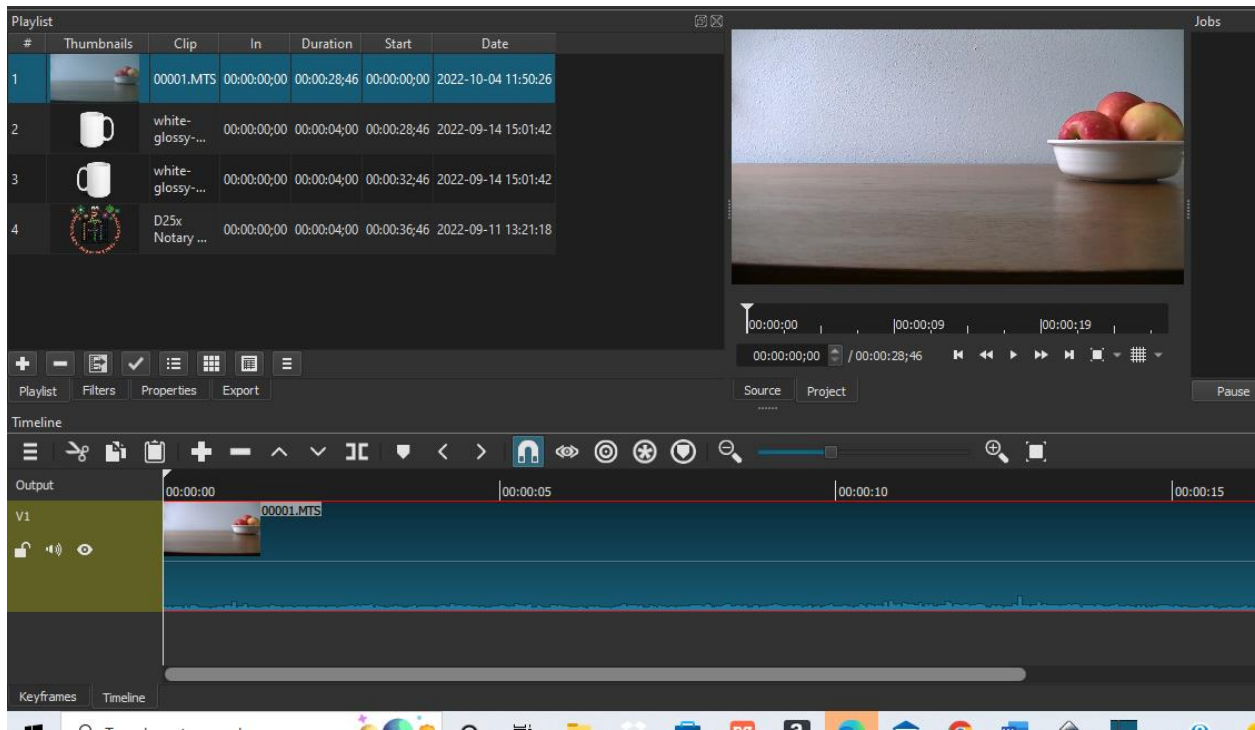 Playlist
Jobs
# Thumbnails Clip In Duration Start Date
1 00001.MTS 00:00:00;00 00:00:28;46 00:00:00;00 2022-10-04 11:50:26
2 white-
glossy-... 00:00:00;00 00:00:04;00 00:00:28;46 2022-09-14 15:01:42
3 white-
glossy-... 00:00:00;00 00:00:04;00 00:00:32;46 2022-09-14 15:01:42
4 D25x
Notary ... 00:00:00;00 00:00:04;00 00:00:36;46 2022-09-11 13:21:18
00:00;00 00:00;09 00:00;19
00:00:00;00 / 00:00:28;46
Playlist Filters Properties Export
Source Project
Pause
Timeline
Output
00:00:00 00:00:05 00:00:10 00:00:15
V1
00001.MTS
Keyframes Timeline